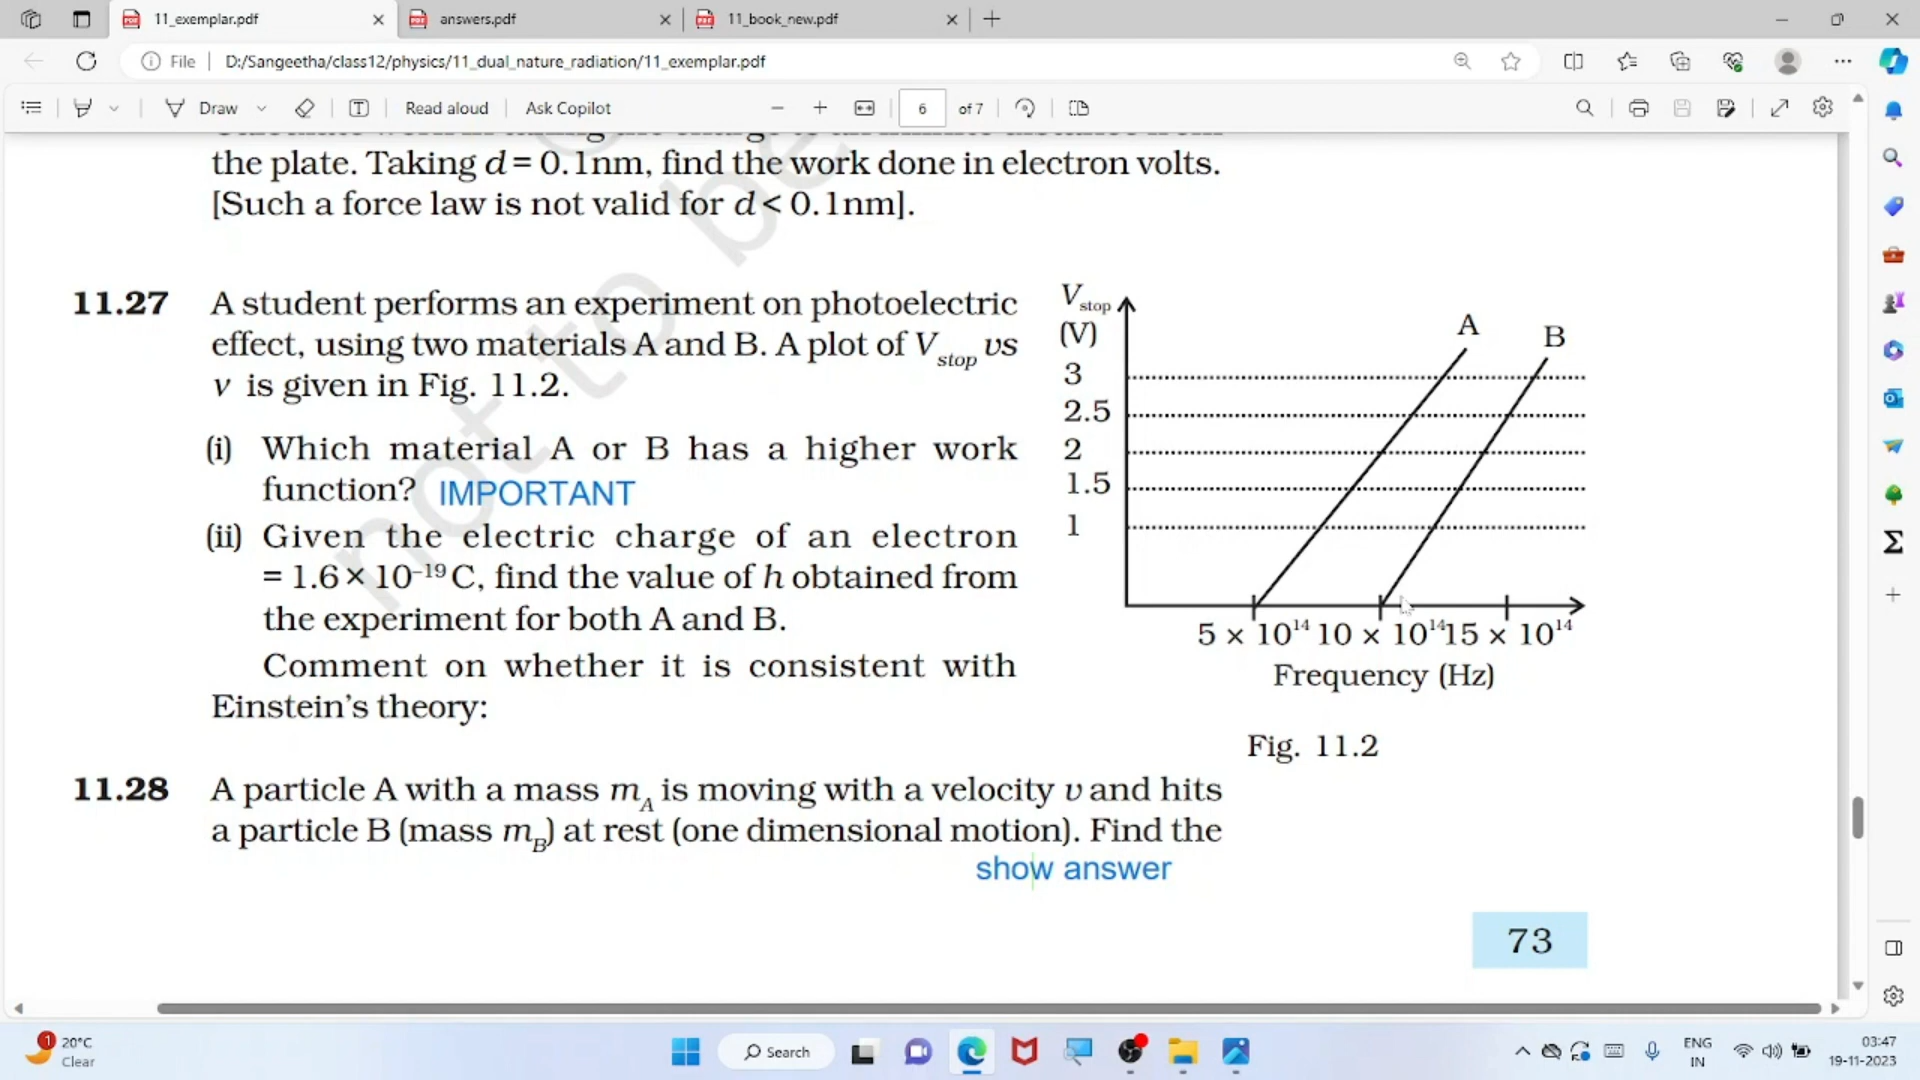 11_exemplar.pdf
answers.pdf
11_book_new.pdf
File
D:/Sangeetha/class12/physics/11_dual_nature_radiation/11_exemplar.pdf
Draw
Read aloud
Ask Copilot
6 of 7
the plate. Taking d = 0.1nm, find the work done in electron volts.
[Such a force law is not valid for d < 0.1nm].
not to be
11.27 A student performs an experiment on photoelectric
effect, using two materials A and B. A plot of Vstop vs
ν is given in Fig. 11.2.
(i) Which material A or B has a higher work
function? IMPORTANT
(ii) Given the electric charge of an electron
= 1.6 × 10⁻¹⁹ C, find the value of h obtained from
the experiment for both A and B.
Comment on whether it is consistent with
Einstein's theory:
Vstop
(V)
A
B
3
2.5
2
1.5
1
5 × 10¹⁴ 10 × 10¹⁴ 15 × 10¹⁴
Frequency (Hz)
Fig. 11.2
11.28 A particle A with a mass mA is moving with a velocity v and hits
a particle B (mass mB) at rest (one dimensional motion). Find the
show answer
73
1
20°C
Clear
Search
ENG
IN
03:47
19-11-2023